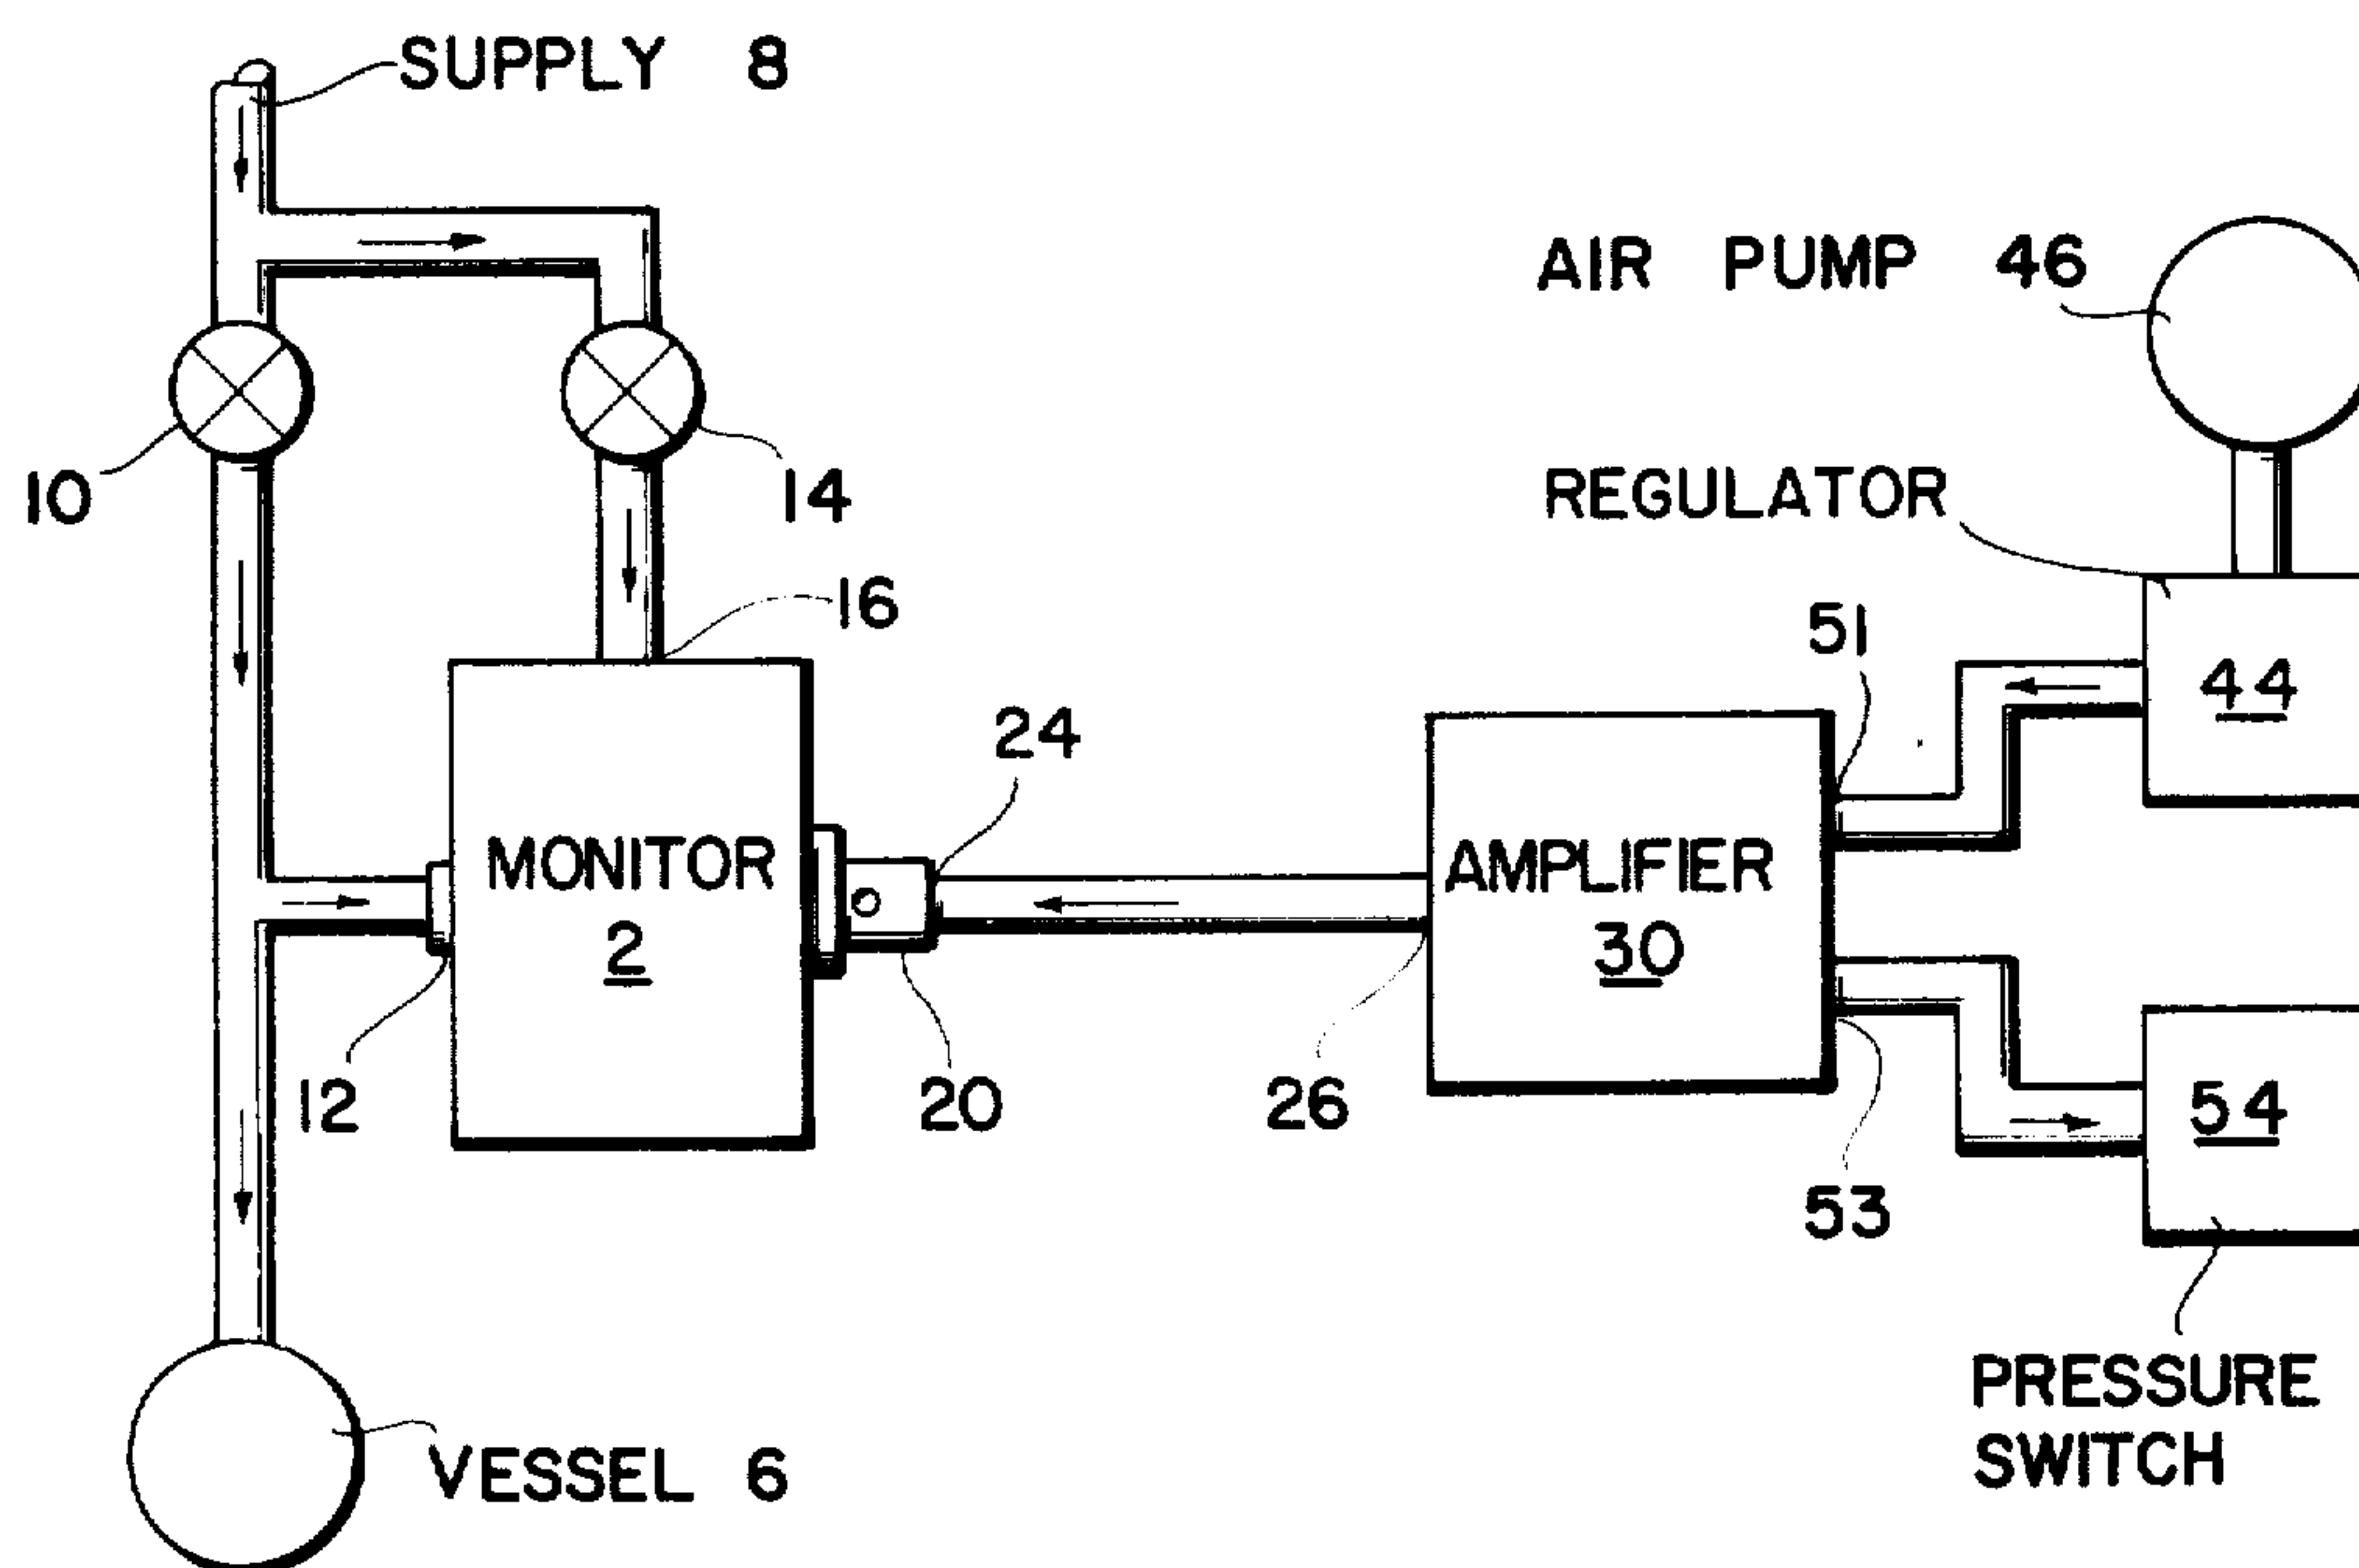 SUPPLY 8
AIR PUMP 46
10
14
REGULATOR
16
51
44
24
MONITOR
2
AMPLIFIER
30
12
20
26
54
53
PRESSURE
SWITCH
VESSEL 6